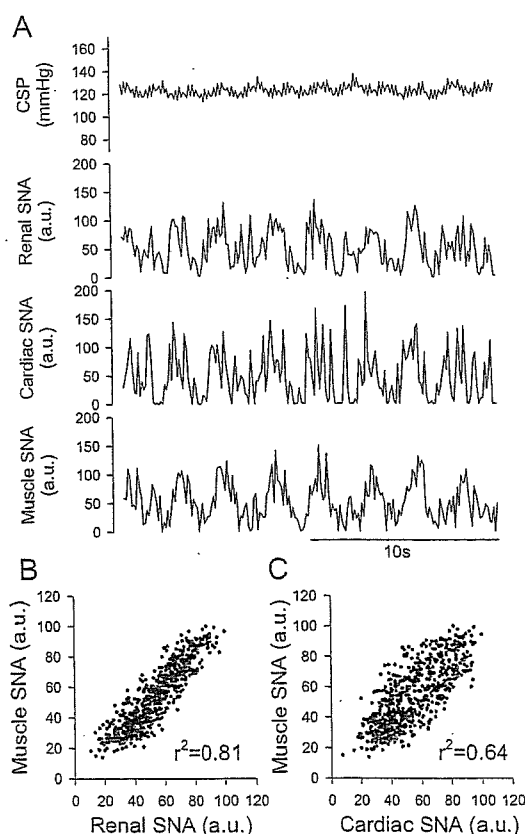 A
CSP
(mmHg)
160
140
120
100
80
Renal SNA
(a.u.)
200
150
100
50
0
Cardiac SNA
(a.u.)
200
150
100
50
0
Muscle SNA
(a.u.)
200
150
100
50
0
10s
B
Muscle SNA (a.u.)
120
100
80
60
40
20
0
r²=0.81
0 20 40 60 80 100 120
Renal SNA (a.u.)
C
Muscle SNA (a.u.)
120
100
80
60
40
20
0
r²=0.64
0 20 40 60 80 100 120
Cardiac SNA (a.u.)